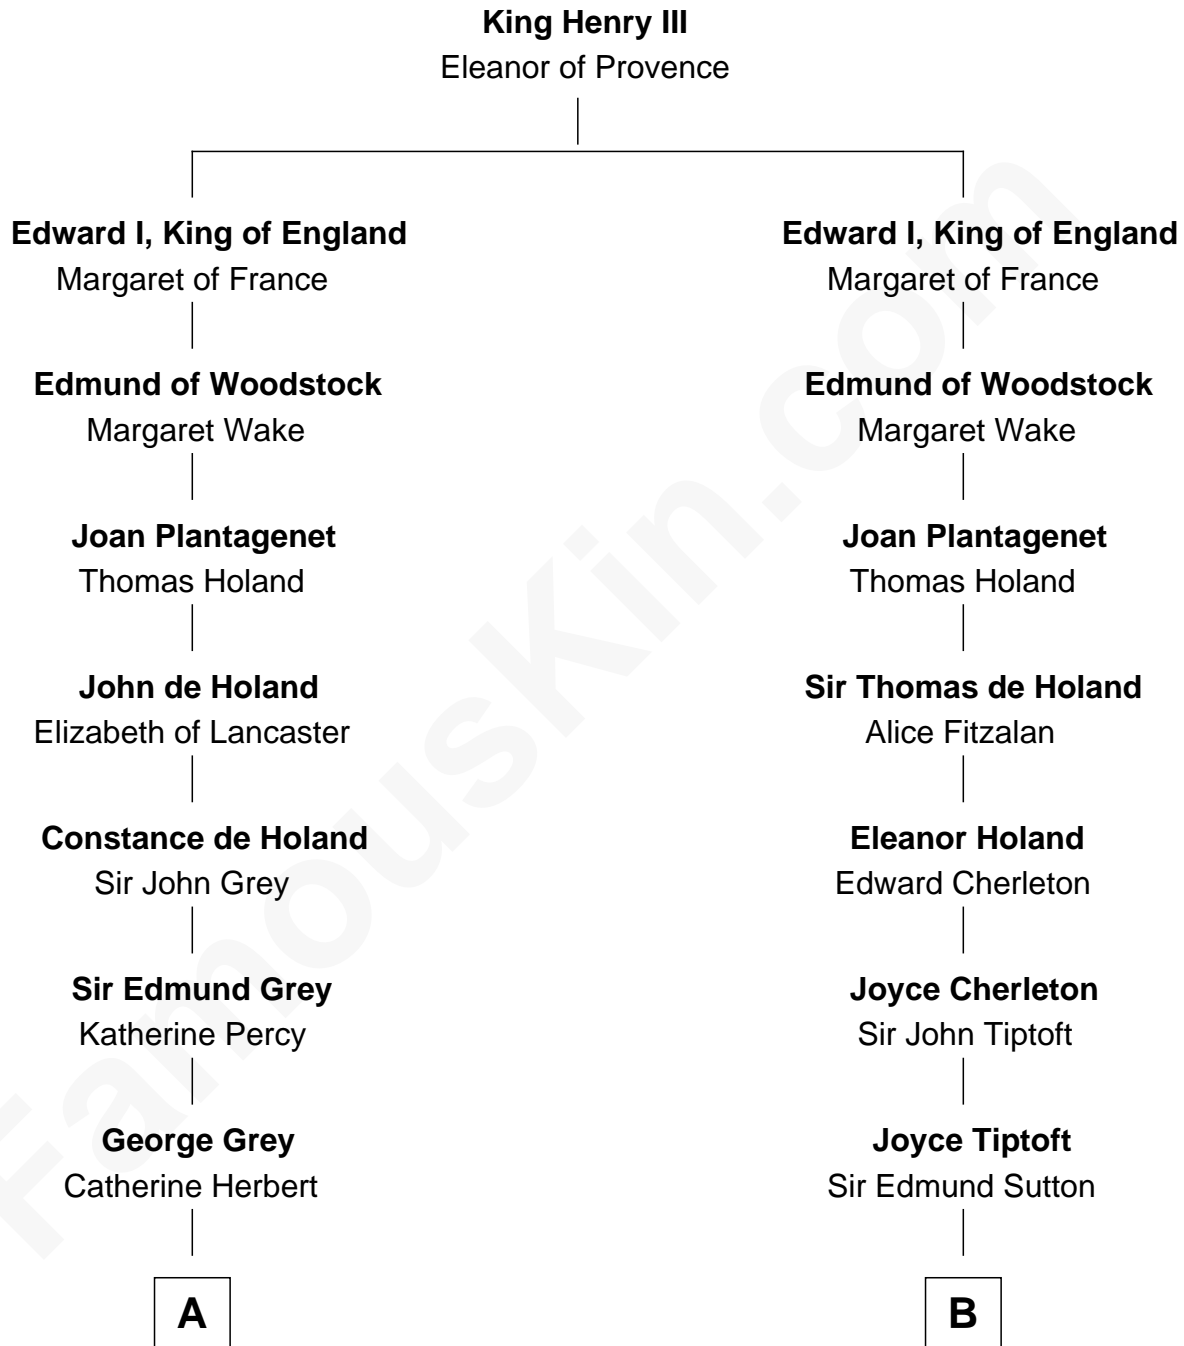 King Henry III
Eleanor of Provence
Edward I, King of England
Margaret of France
Edward I, King of England
Margaret of France
Edmund of Woodstock
Margaret Wake
Edmund of Woodstock
Margaret Wake
Joan Plantagenet
Thomas Holand
Joan Plantagenet
Thomas Holand
John de Holand
Elizabeth of Lancaster
Sir Thomas de Holand
Alice Fitzalan
Constance de Holand
Sir John Grey
Eleanor Holand
Edward Cherleton
Sir Edmund Grey
Katherine Percy
Joyce Cherleton
Sir John Tiptoft
George Grey
Catherine Herbert
Joyce Tiptoft
Sir Edmund Sutton
A
B
FamousKin.com